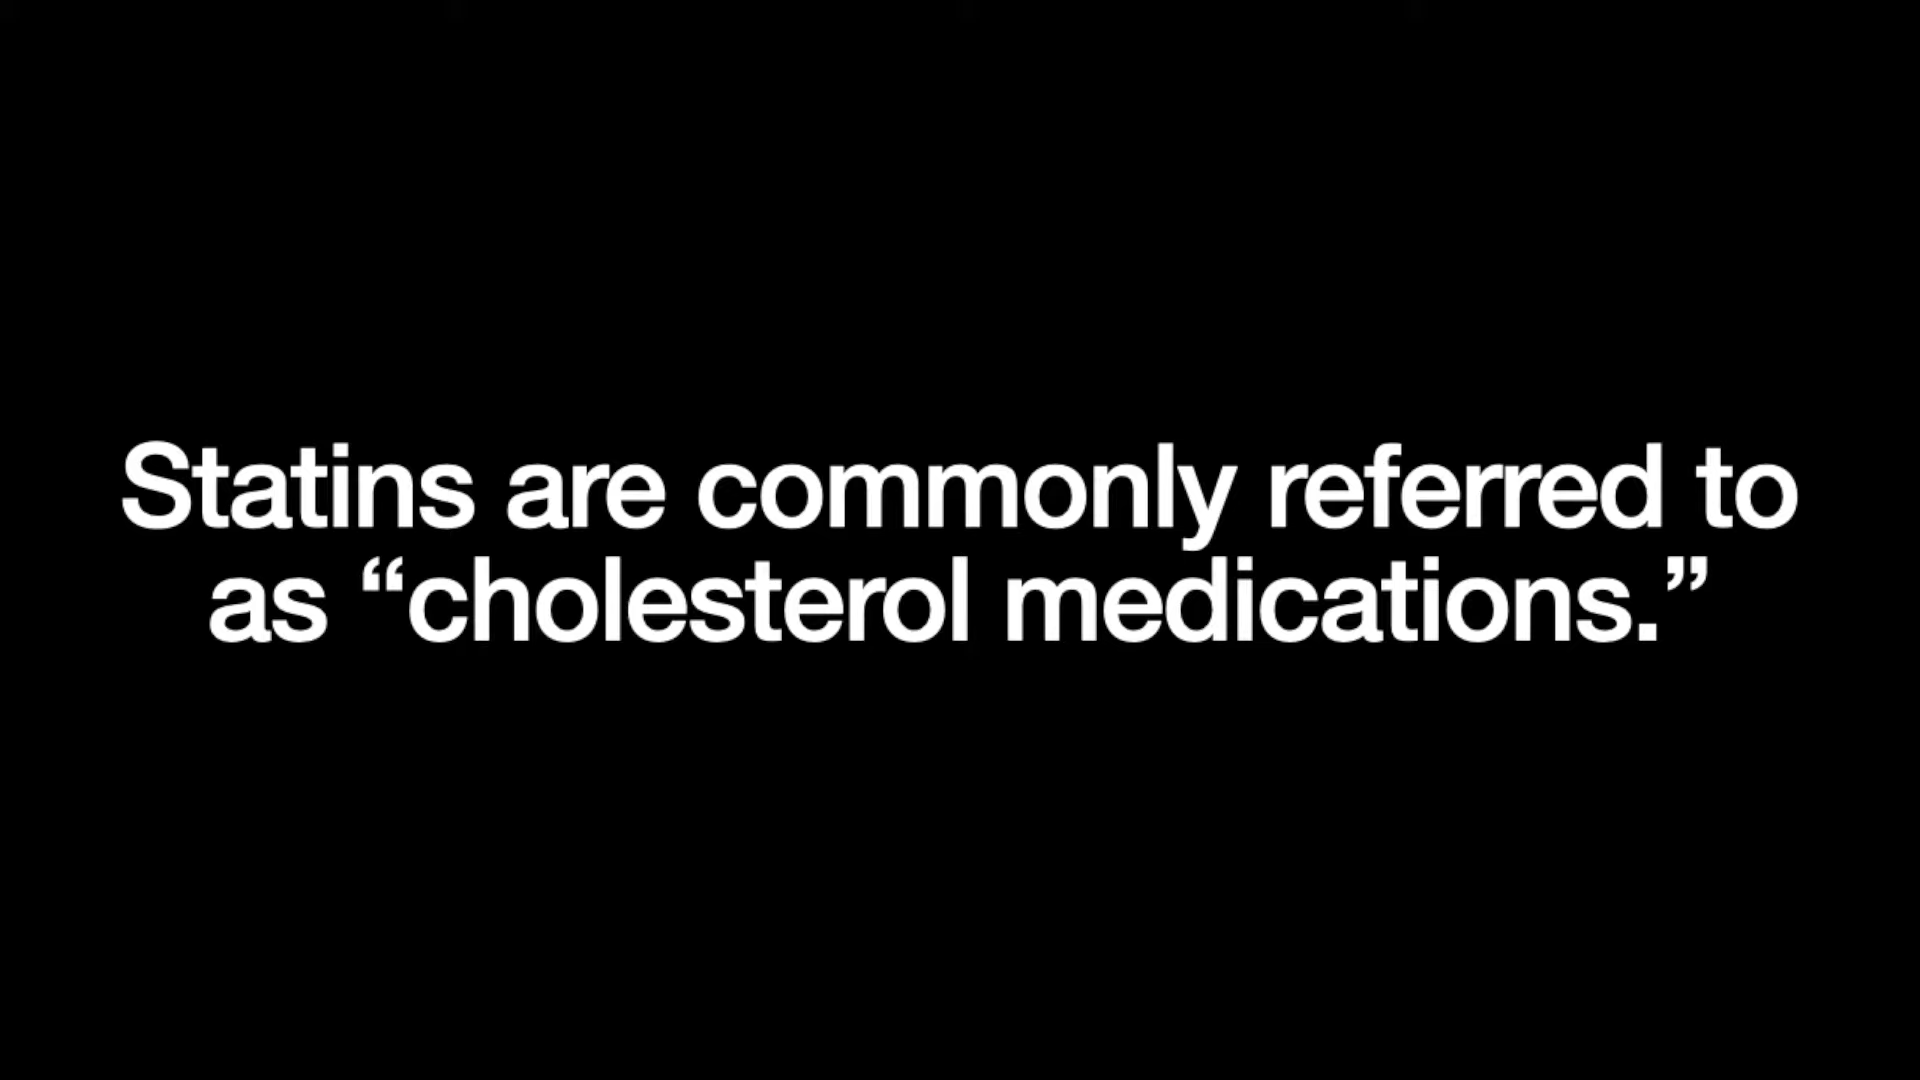 Statins are commonly referred to
as “cholesterol medications.”